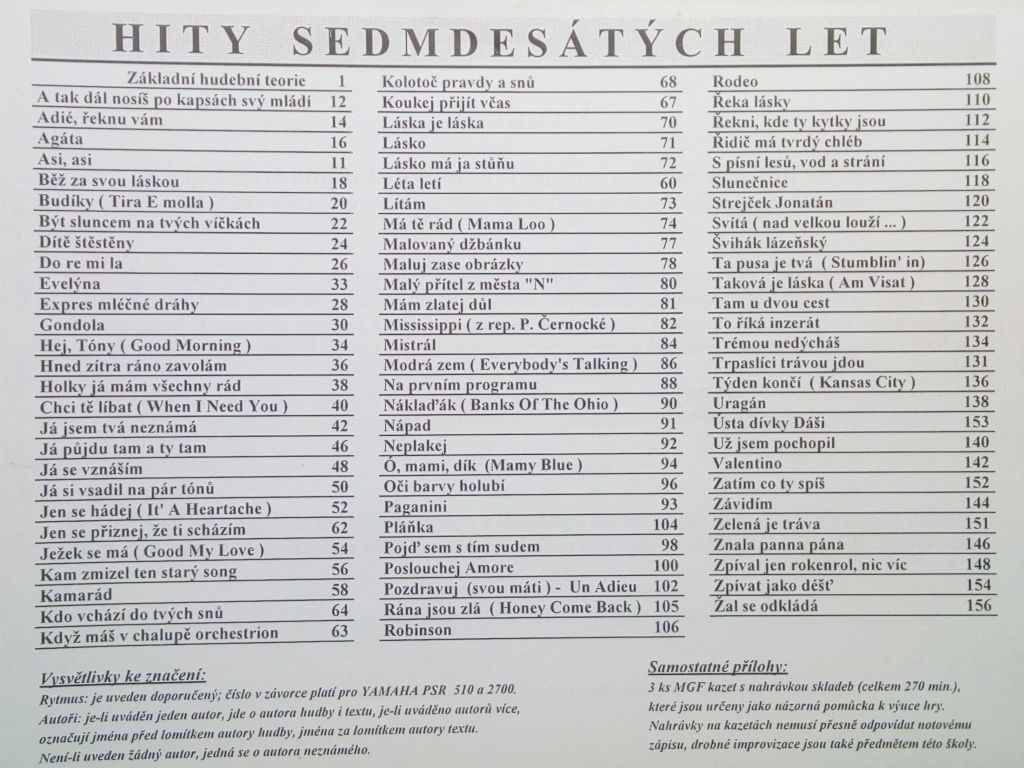 HITY SEDMDESÁTÝCH LET
Základní hudební teorie 1
A tak dál nosíš po kapsách svý mládí 12
Adié, řeknu vám 14
Agáta 16
Asi, asi 11
Běž za svou láskou 18
Budíky ( Tira E molla ) 20
Být sluncem na tvých víčkách 22
Dítě štěstěny 24
Do re mi la 26
Evelýna 33
Expres mléčné dráhy 28
Gondola 30
Hej, Tóny ( Good Morning ) 34
Hned zítra ráno zavolám 36
Holky já mám všechny rád 38
Chci tě líbat ( When I Need You ) 40
Já jsem tvá neznámá 42
Já půjdu tam a ty tam 46
Já se vznáším 48
Já si vsadil na pár tónů 50
Jen se hádej ( It' A Heartache ) 52
Jen se přiznej, že ti scházím 62
Ježek se má ( Good My Love ) 54
Kam zmizel ten starý song 56
Kamarád 58
Kdo vchází do tvých snů 64
Když máš v chalupě orchestrion 63
Kolotoč pravdy a snů 68
Koukej přijít včas 67
Láska je láska 70
Lásko 71
Lásko má ja stůňu 72
Léta letí 60
Lítám 73
Má tě rád ( Mama Loo ) 74
Malovaný džbánku 77
Maluj zase obrázky 78
Malý přítel z města "N" 80
Mám zlatej důl 81
Mississippi ( z rep. P. Černocké ) 82
Mistrál 84
Modrá zem ( Everybody's Talking ) 86
Na prvním programu 88
Náklaďák ( Banks Of The Ohio ) 90
Nápad 91
Neplakej 92
Ó, mami, dík (Mamy Blue ) 94
Oči barvy holubí 96
Paganini 93
Pláňka 104
Pojď sem s tím sudem 98
Poslouchej Amore 100
Pozdravuj (svou máti ) - Un Adieu 102
Rána jsou zlá ( Honey Come Back ) 105
Robinson 106
Rodeo 108
Řeka lásky 110
Řekni, kde ty kytky jsou 112
Řidič má tvrdý chléb 114
S písní lesů, vod a strání 116
Slunečnice 118
Strejček Jonatán 120
Svítá ( nad velkou louží ... ) 122
Švihák lázeňský 124
Ta pusa je tvá ( Stumblin' in) 126
Taková je láska ( Am Visat ) 128
Tam u dvou cest 130
To říká inzerát 132
Trémou nedýcháš 134
Trpaslíci trávou jdou 131
Týden končí ( Kansas City ) 136
Uragán 138
Ústa dívky Dáši 153
Už jsem pochopil 140
Valentino 142
Zatím co ty spíš 152
Závidím 144
Zelená je tráva 151
Znala panna pána 146
Zpíval jen rokenrol, nic víc 148
Zpívat jako déšť 154
Žal se odkládá 156
Vysvětlivky ke značení:
Rytmus: je uveden doporučený; číslo v závorce platí pro YAMAHA PSR 510 a 2700.
Autoři: je-li uváděn jeden autor, jde o autora hudby i textu, je-li uváděno autorů více,
označují jména před lomítkem autory hudby, jména za lomítkem autory textu.
Není-li uveden žádný autor, jedná se o autora neznámého.
Samostatné přílohy:
3 ks MGF kazet s nahrávkou skladeb (celkem 270 min.),
které jsou určeny jako názorná pomůcka k výuce hry.
Nahrávky na kazetách nemusí přesně odpovídat notovému
zápisu, drobné improvizace jsou také předmětem této školy.